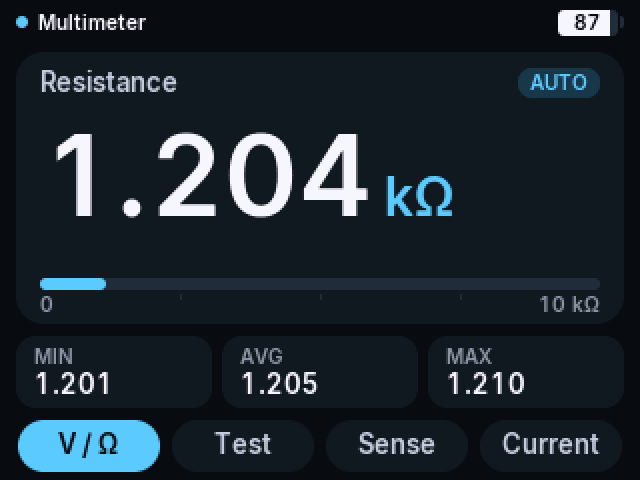 Multimeter 87
Resistance AUTO
1.204 kΩ
0 10 kΩ
MIN AVG MAX
1.201 1.205 1.210
V / Ω Test Sense Current